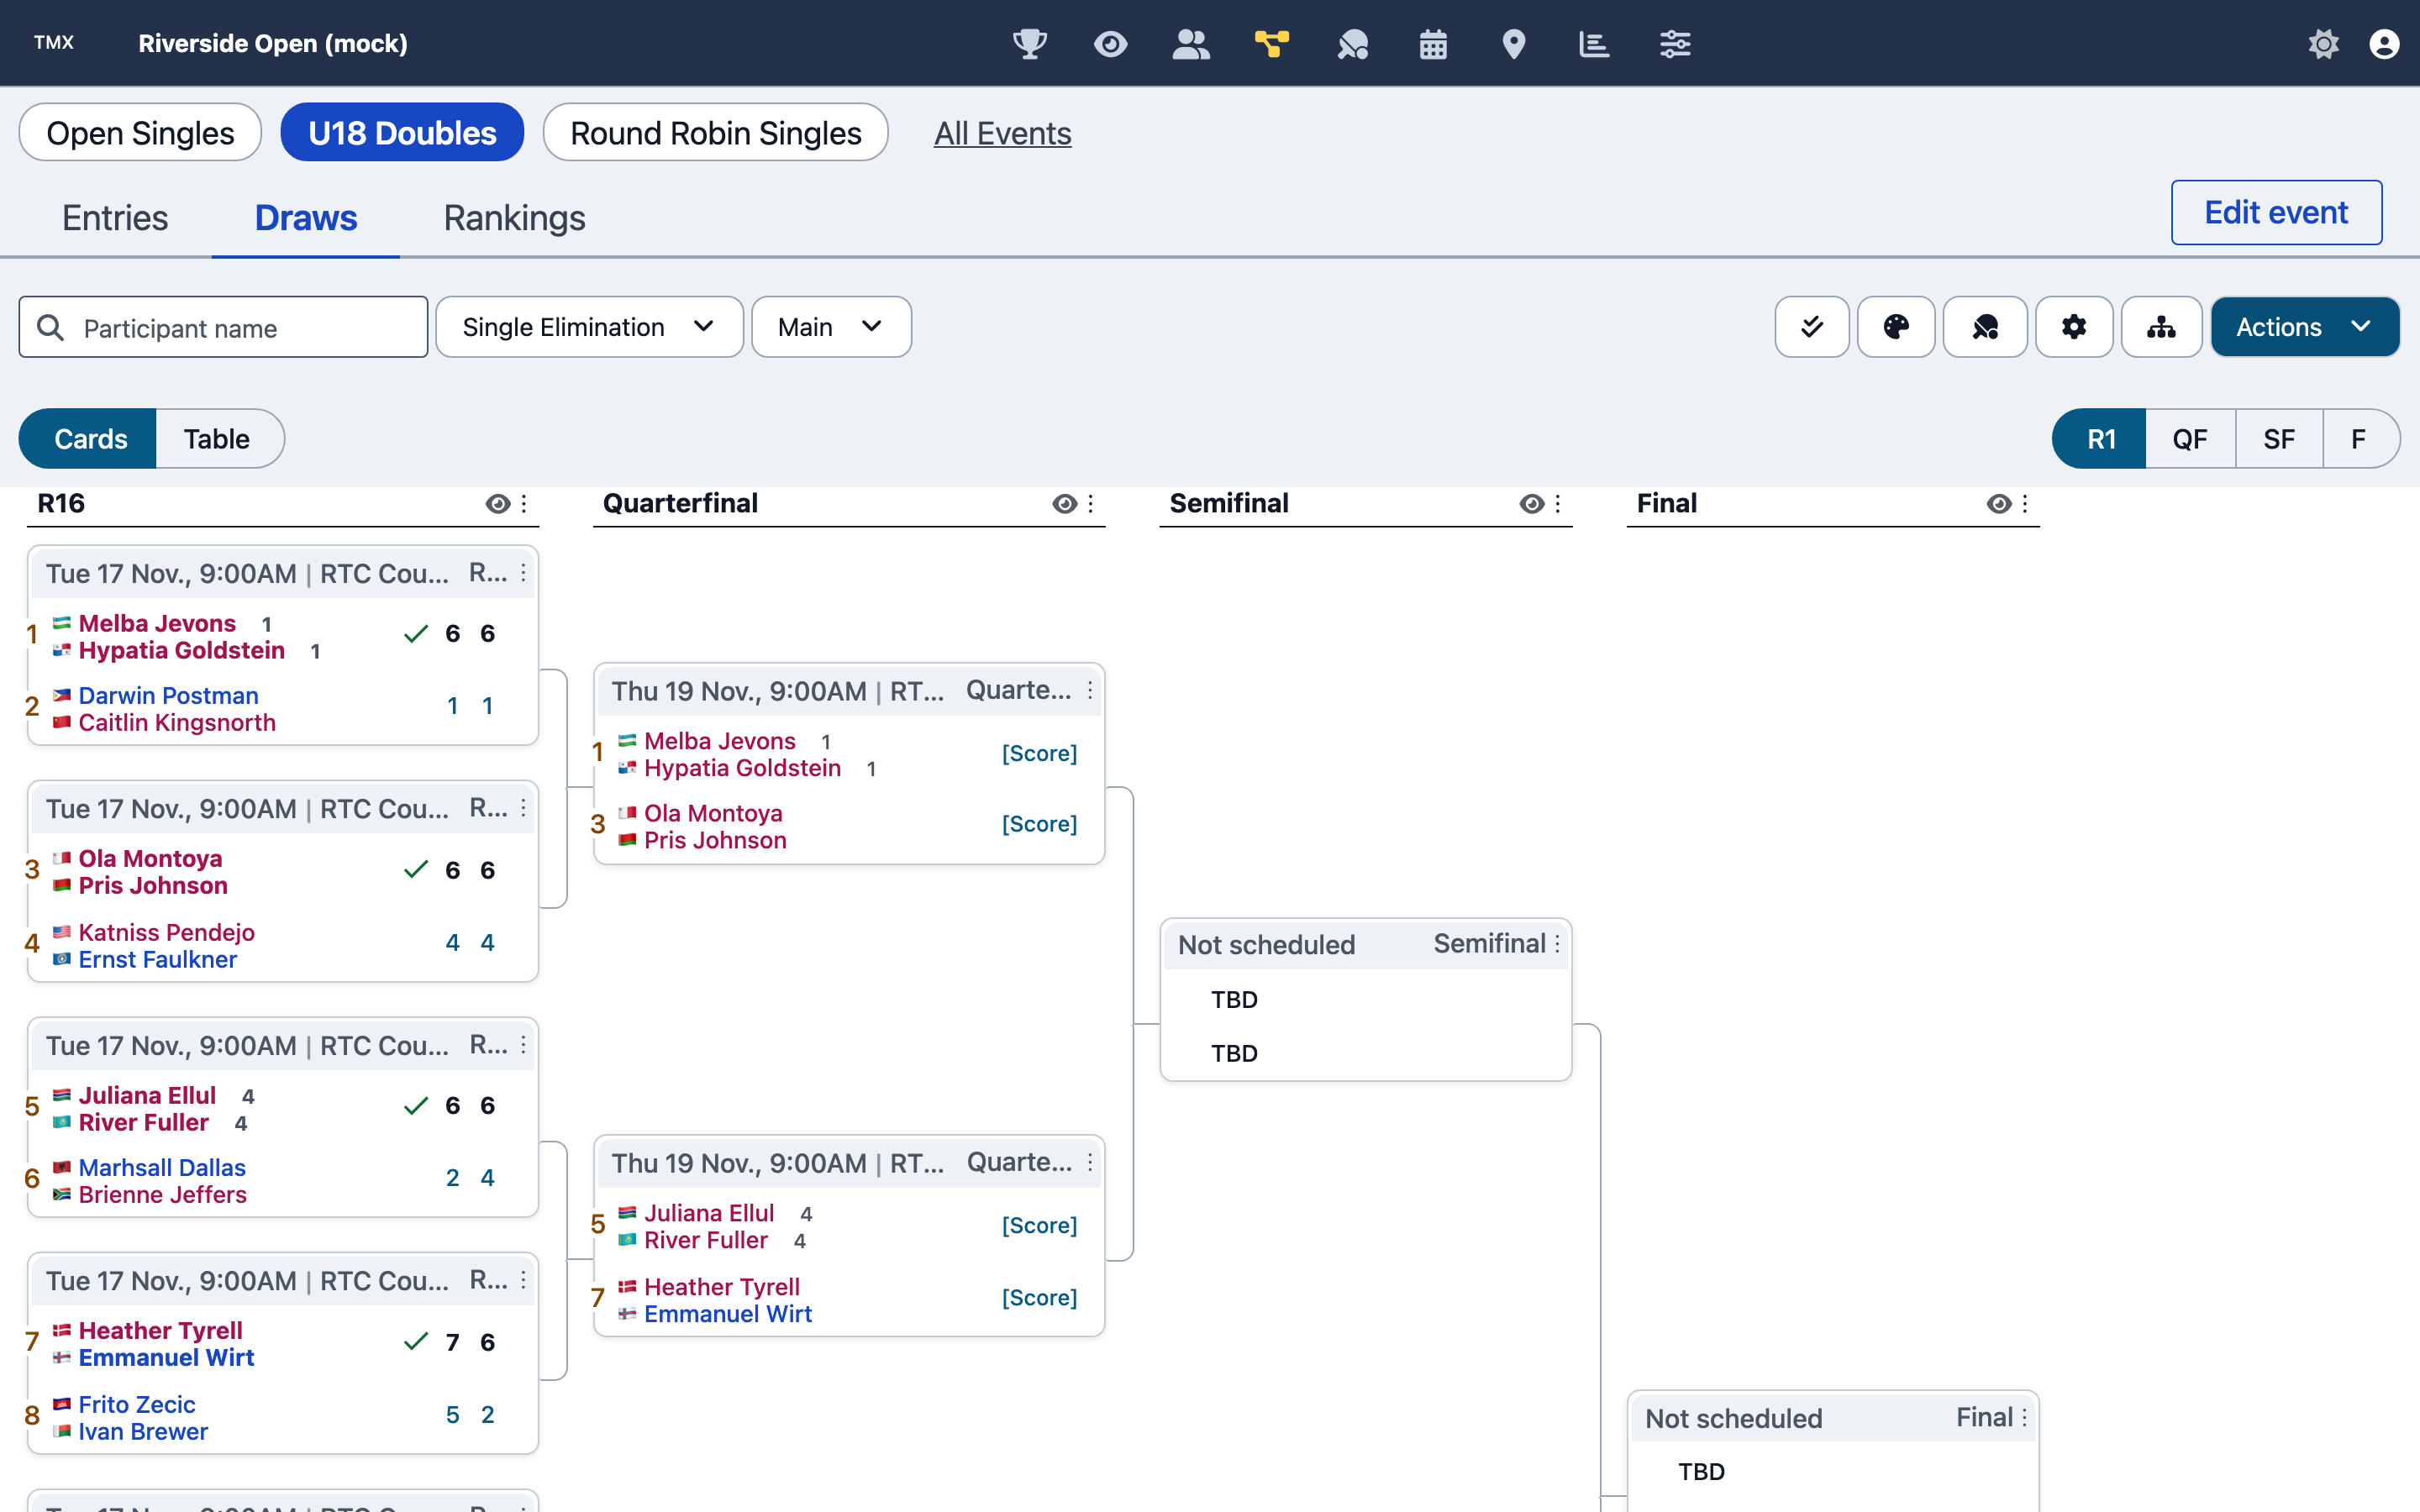 TMX
Riverside Open (mock)
Open Singles
U18 Doubles
Round Robin Singles
All Events
Entries
Draws
Rankings
Edit event
Participant name
Single Elimination
Main
Actions
Cards
Table
R1
QF
SF
F
R16
Quarterfinal
Semifinal
Final
Tue 17 Nov., 9:00AM | RTC Cou... R...
1
Melba Jevons 1
Hypatia Goldstein 1
6 6
2
Darwin Postman
Caitlin Kingsnorth
1 1
Tue 17 Nov., 9:00AM | RTC Cou... R...
3
Ola Montoya
Pris Johnson
6 6
4
Katniss Pendejo
Ernst Faulkner
4 4
Tue 17 Nov., 9:00AM | RTC Cou... R...
5
Juliana Ellul 4
River Fuller 4
6 6
6
Marhsall Dallas
Brienne Jeffers
2 4
Tue 17 Nov., 9:00AM | RTC Cou... R...
7
Heather Tyrell
Emmanuel Wirt
7 6
8
Frito Zecic
Ivan Brewer
5 2
Thu 19 Nov., 9:00AM | RT... Quarte...
1
Melba Jevons 1
Hypatia Goldstein 1
[Score]
3
Ola Montoya
Pris Johnson
[Score]
Thu 19 Nov., 9:00AM | RT... Quarte...
5
Juliana Ellul 4
River Fuller 4
[Score]
7
Heather Tyrell
Emmanuel Wirt
[Score]
Not scheduled Semifinal
TBD
TBD
Not scheduled Final
TBD